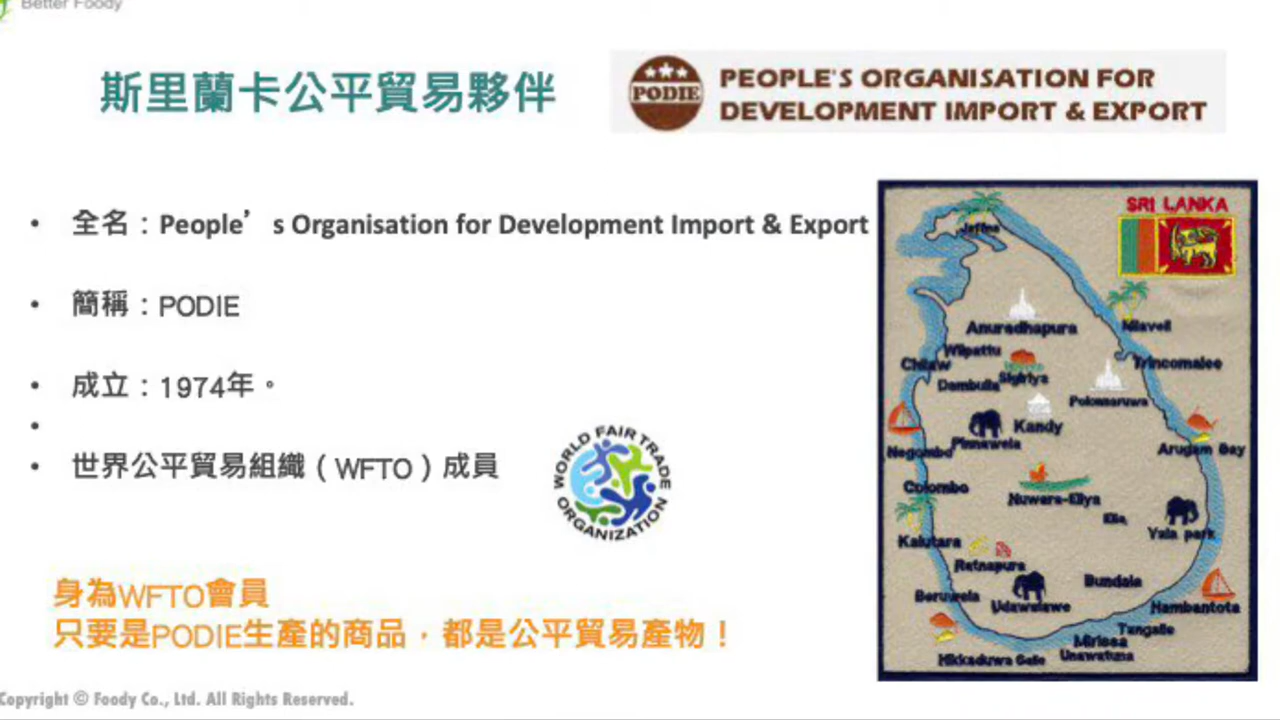 Better Foody
斯里蘭卡公平貿易夥伴
PODIE
PEOPLE'S ORGANISATION FOR
DEVELOPMENT IMPORT & EXPORT
• 全名：People’s Organisation for Development Import & Export
• 簡稱：PODIE
• 成立：1974年。
•
• 世界公平貿易組織（WFTO）成員
WORLD FAIR TRADE ORGANIZATION
身為WFTO會員
只要是PODIE生產的商品，都是公平貿易產物！
SRI LANKA
Jaffna
Anuradhapura
Nilaveli
Wilpattu
Chilaw
Trincomalee
Dambulla
Sigiriya
Polonnaruwa
Kandy
Pinnawela
Negombo
Arugam Bay
Colombo
Nuwara-Eliya
Ella
Yala park
Kalutara
Ratnapura
Bundala
Beruwela
Udawalawe
Hambantota
Tangalle
Mirissa
Hikkaduwa Galle
Unawatuna
Copyright © Foody Co., Ltd. All Rights Reserved.